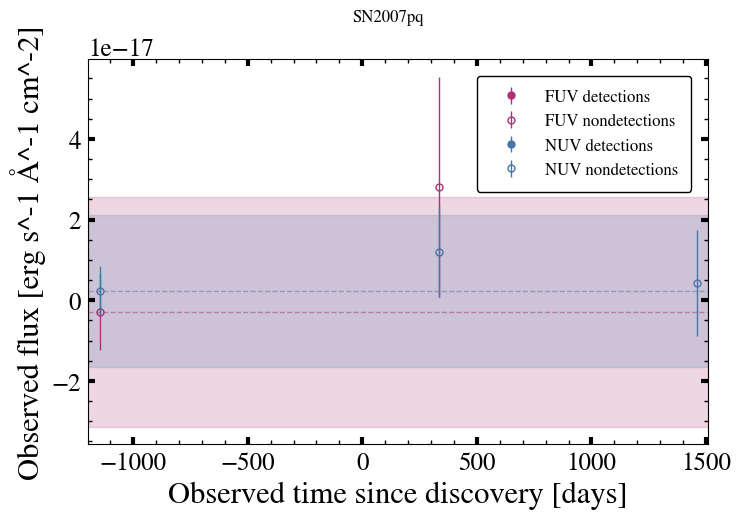 SN2007pq
1e−17
FUV detections
FUV nondetections
NUV detections
NUV nondetections
4
2
0
−2
Observed flux [erg s^-1 Å^-1 cm^-2]
−1000 −500 0 500 1000 1500
Observed time since discovery [days]